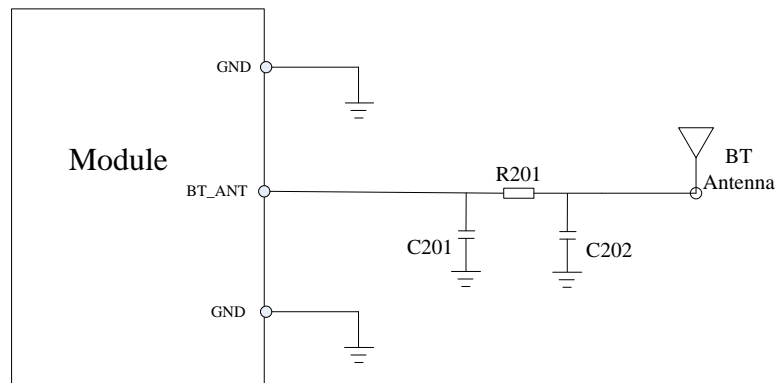 GND
Module
BT_ANT
R201
BT
Antenna
C201
C202
GND